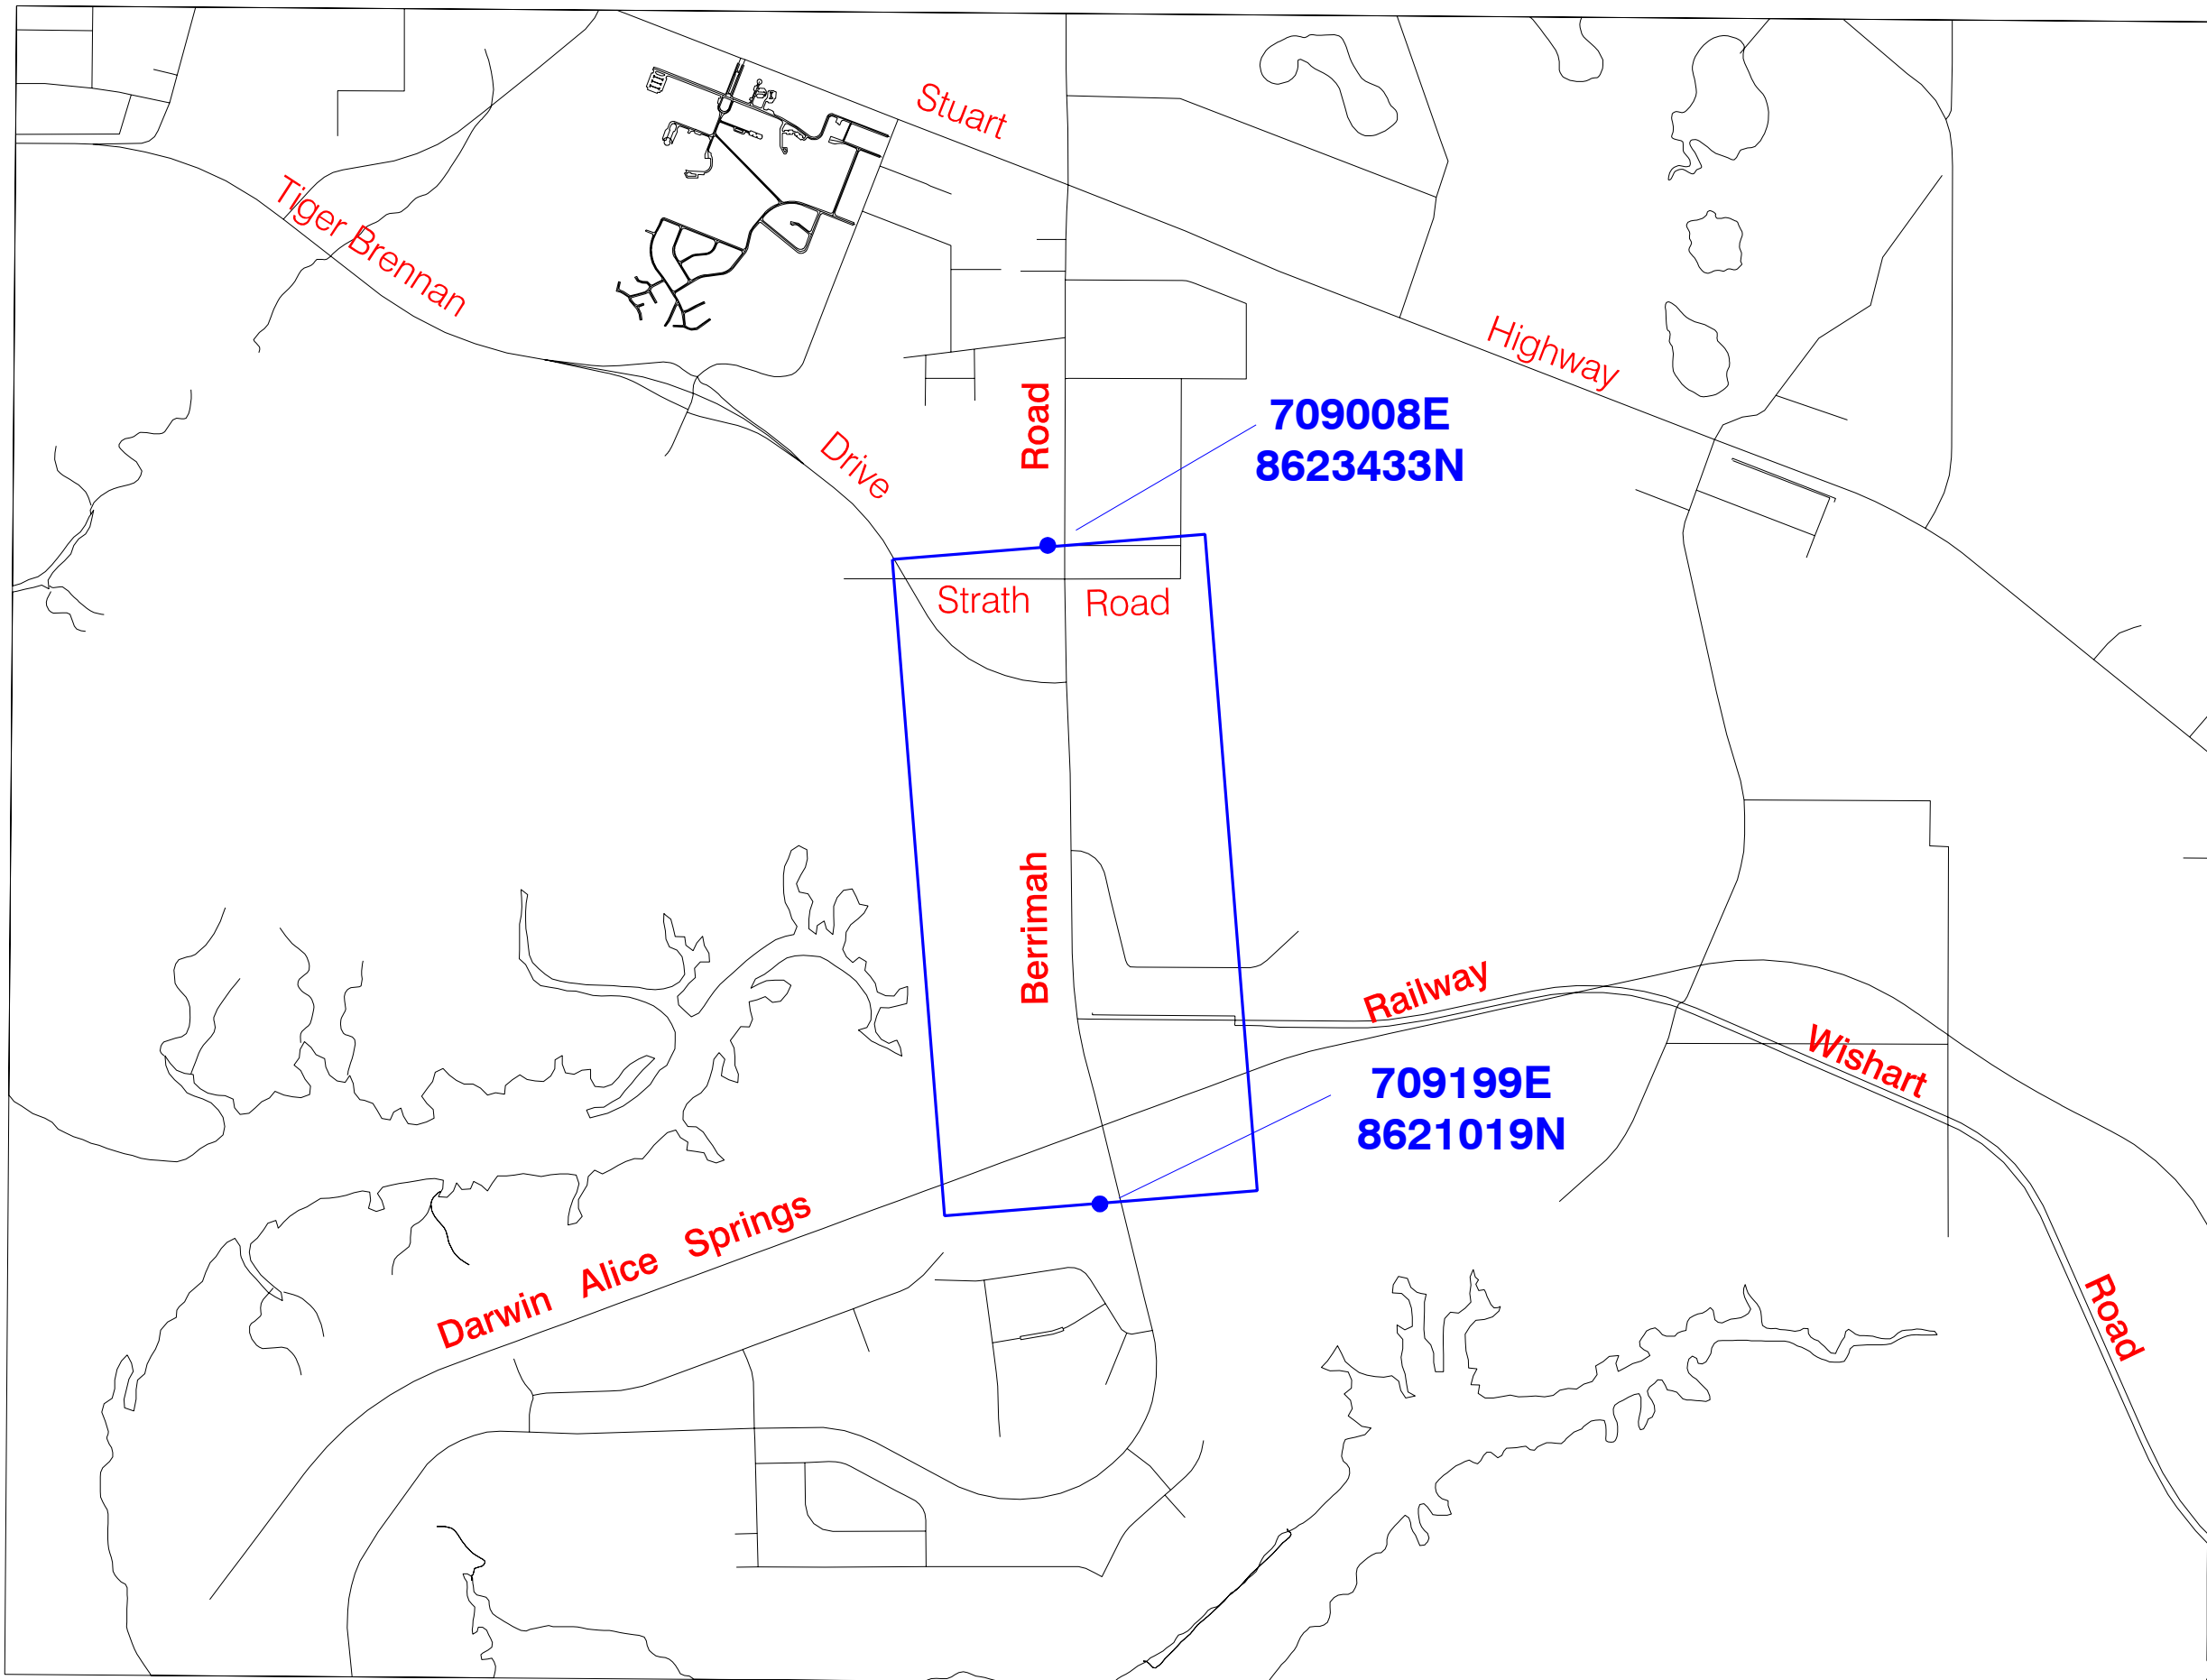 Stuart
Tiger Brennan
Highway
Road
709008E
8623433N
Drive
Strath Road
Berrimah
Railway
Wishart
709199E
8621019N
Darwin Alice Springs
Road